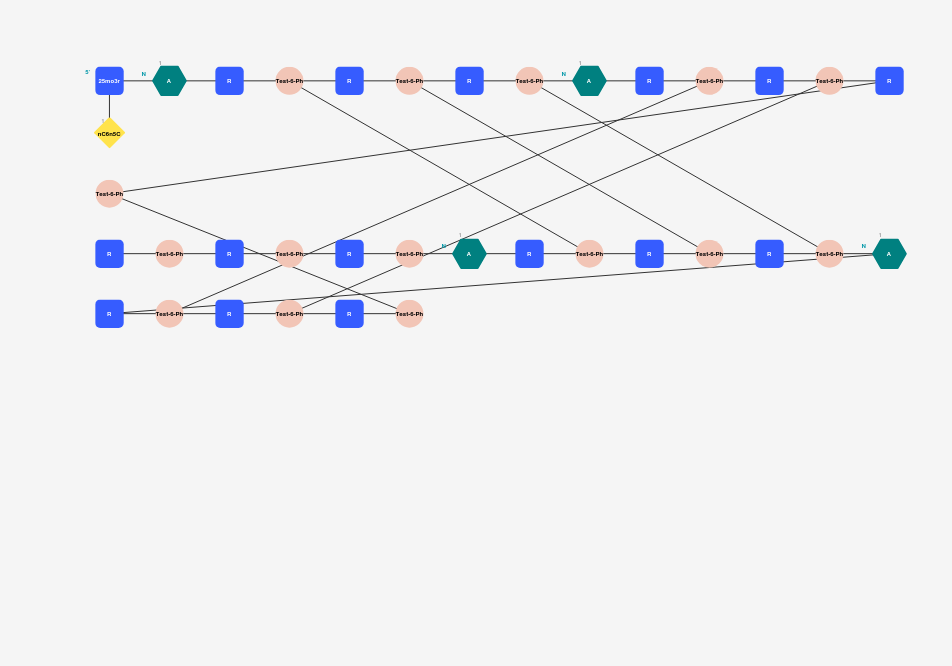 5' 25mo3r N 1 A R Test-6-Ph R Test-6-Ph R Test-6-Ph N 1 A R Test-6-Ph R Test-6-Ph R
1 nC6n5C
Test-6-Ph
R Test-6-Ph R Test-6-Ph R Test-6-Ph N 1 A R Test-6-Ph R Test-6-Ph R Test-6-Ph N 1 A
R Test-6-Ph R Test-6-Ph R Test-6-Ph